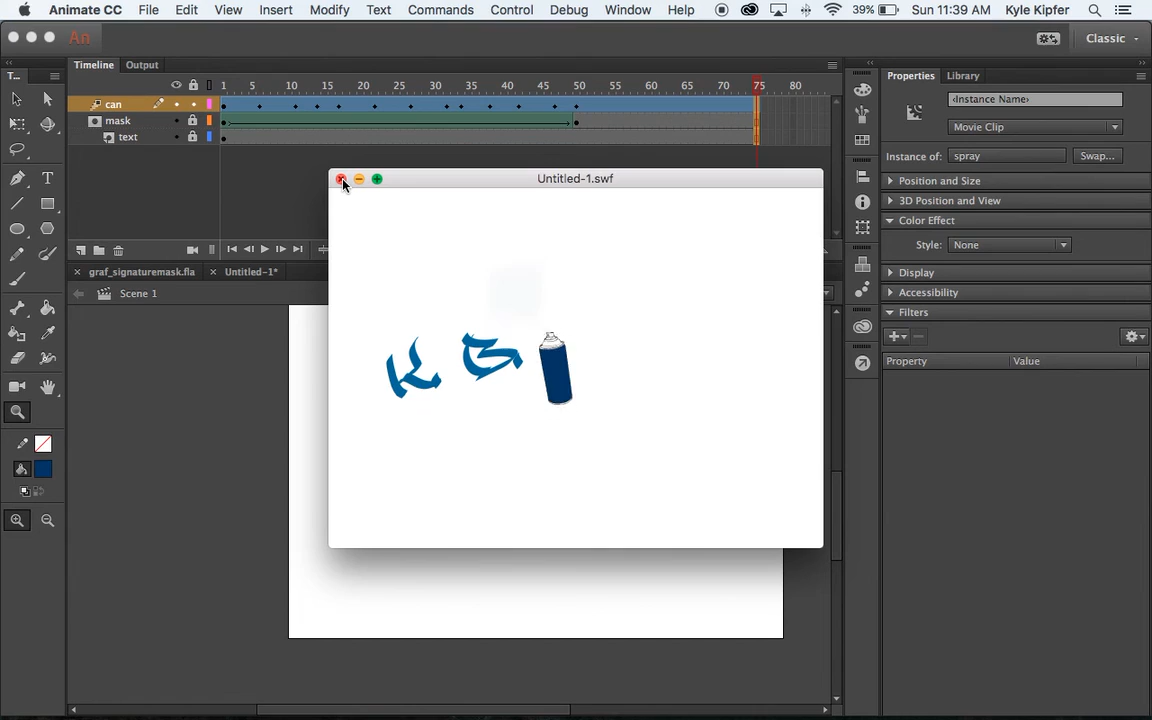 Animate CC File Edit View Insert Modify Text Commands Control Debug Window Help 39% Sun 11:39 AM Kyle Kipfer
An Classic
Timeline Output
T... Properties Library
1 5 10 15 20 25 30 35 40 45 50 55 60 65 70 75 80
can <Instance Name>
mask Movie Clip
text
Instance of: spray Swap...
Untitled-1.swf
Position and Size
3D Position and View
Color Effect
Style: None
graf_signaturemask.fla Untitled-1*
Display
Scene 1
Accessibility
Filters
K B
Property Value